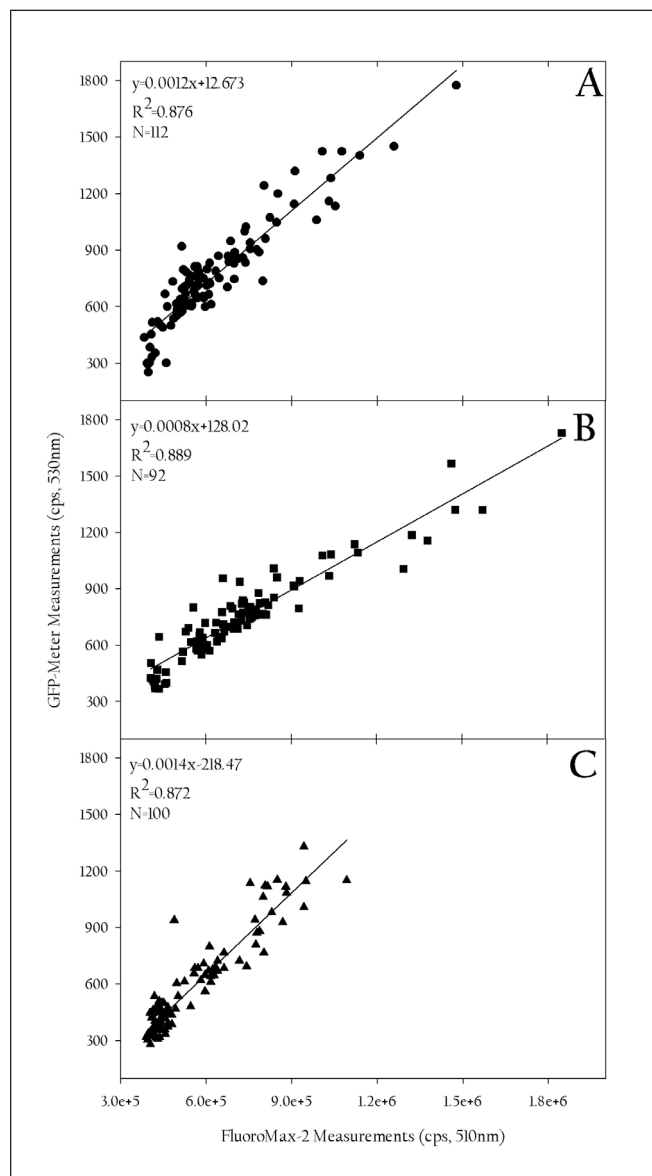 A
y=0.0012x+12.673
R2=0.876
N=112
1800
1500
1200
900
600
300
B
y=0.0008x+128.02
R2=0.889
N=92
1800
1500
1200
900
600
300
C
y=0.0014x-218.47
R2=0.872
N=100
1800
1500
1200
900
600
300
GFP-Meter Measurements (cps, 530nm)
3.0e+5 6.0e+5 9.0e+5 1.2e+6 1.5e+6 1.8e+6
FluoroMax-2 Measurements (cps, 510nm)